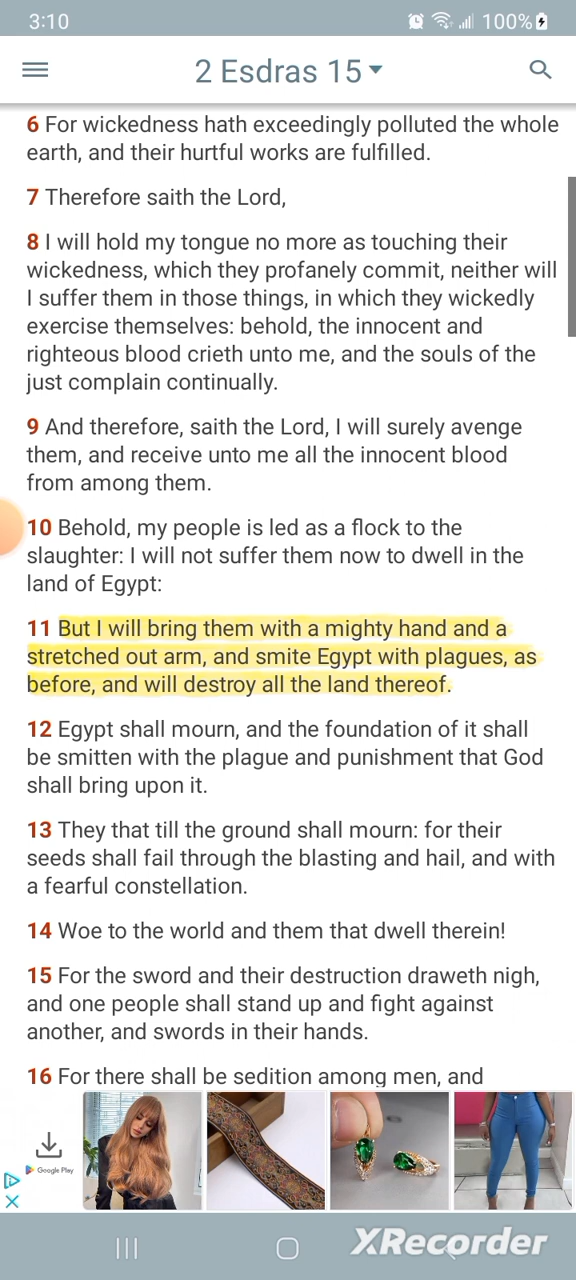 3:10
100%
2 Esdras 15
6 For wickedness hath exceedingly polluted the whole
earth, and their hurtful works are fulfilled.
7 Therefore saith the Lord,
8 I will hold my tongue no more as touching their
wickedness, which they profanely commit, neither will
I suffer them in those things, in which they wickedly
exercise themselves: behold, the innocent and
righteous blood crieth unto me, and the souls of the
just complain continually.
9 And therefore, saith the Lord, I will surely avenge
them, and receive unto me all the innocent blood
from among them.
10 Behold, my people is led as a flock to the
slaughter: I will not suffer them now to dwell in the
land of Egypt:
11 But I will bring them with a mighty hand and a
stretched out arm, and smite Egypt with plagues, as
before, and will destroy all the land thereof.
12 Egypt shall mourn, and the foundation of it shall
be smitten with the plague and punishment that God
shall bring upon it.
13 They that till the ground shall mourn: for their
seeds shall fail through the blasting and hail, and with
a fearful constellation.
14 Woe to the world and them that dwell therein!
15 For the sword and their destruction draweth nigh,
and one people shall stand up and fight against
another, and swords in their hands.
16 For there shall be sedition among men, and
Google Play
XRecorder